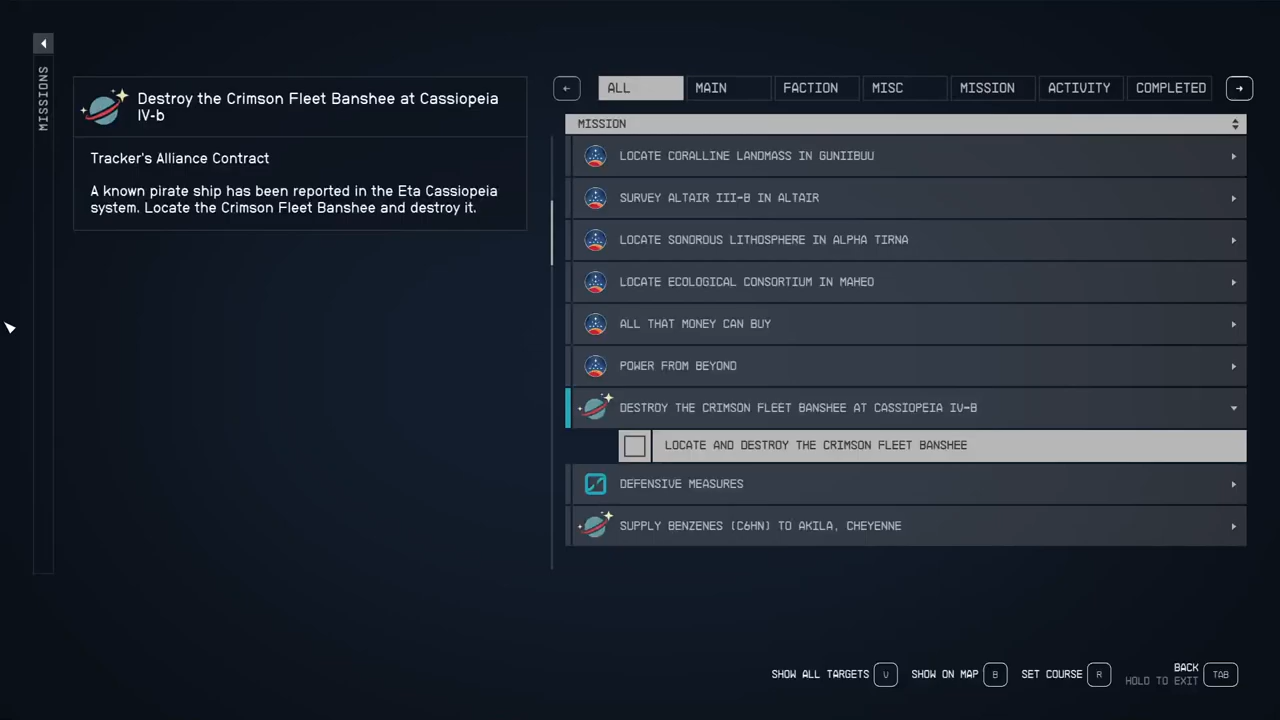 MISSIONS
Destroy the Crimson Fleet Banshee at Cassiopeia
IV-b
Tracker's Alliance Contract
A known pirate ship has been reported in the Eta Cassiopeia
system. Locate the Crimson Fleet Banshee and destroy it.
ALL MAIN FACTION MISC MISSION ACTIVITY COMPLETED
MISSION
LOCATE CORALLINE LANDMASS IN GUNIIBUU
SURVEY ALTAIR III-B IN ALTAIR
LOCATE SONOROUS LITHOSPHERE IN ALPHA TIRNA
LOCATE ECOLOGICAL CONSORTIUM IN MAHEO
ALL THAT MONEY CAN BUY
POWER FROM BEYOND
DESTROY THE CRIMSON FLEET BANSHEE AT CASSIOPEIA IV-B
LOCATE AND DESTROY THE CRIMSON FLEET BANSHEE
DEFENSIVE MEASURES
SUPPLY BENZENES (C6HN) TO AKILA, CHEYENNE
SHOW ALL TARGETS V SHOW ON MAP B SET COURSE R BACK TAB
HOLD TO EXIT